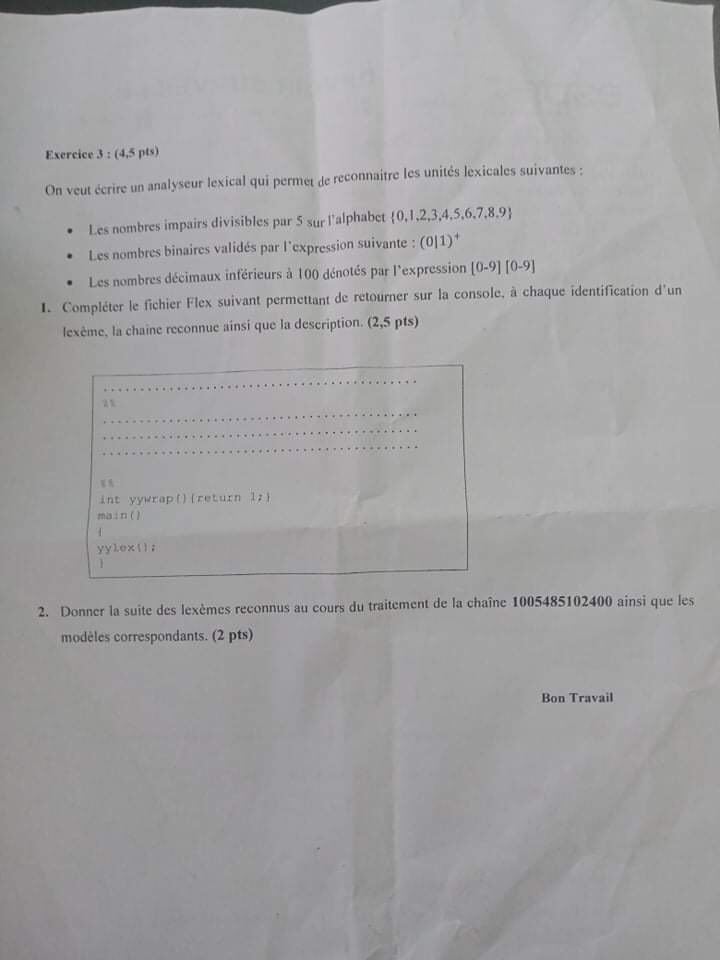 Exercice 3 : (4,5 pts)
On veut écrire un analyseur lexical qui permet de reconnaitre les unités lexicales suivantes :
• Les nombres impairs divisibles par 5 sur l'alphabet {0,1,2,3,4,5,6,7,8,9}
• Les nombres binaires validés par l'expression suivante : (0|1)⁺
• Les nombres décimaux inférieurs à 100 dénotés par l'expression [0-9] [0-9]
1. Compléter le fichier Flex suivant permettant de retourner sur la console, à chaque identification d'un
lexème, la chaine reconnue ainsi que la description. (2,5 pts)
............................................
%%
............................................
............................................
............................................
%%
int yywrap(){return 1;}
main()
{
yylex();
}
2. Donner la suite des lexèmes reconnus au cours du traitement de la chaîne 1005485102400 ainsi que les
modèles correspondants. (2 pts)
Bon Travail